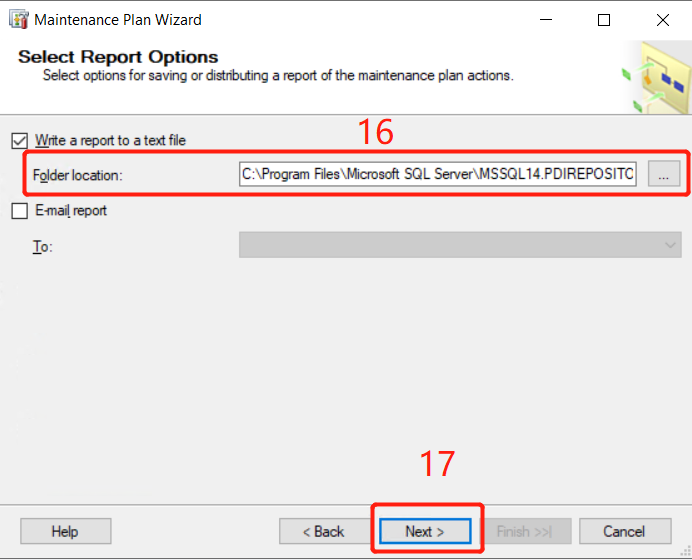 Maintenance Plan Wizard
Select Report Options
Select options for saving or distributing a report of the maintenance plan actions.
16
Write a report to a text file
Folder location: C:\Program Files\Microsoft SQL Server\MSSQL14.PDIREPOSITO ...
E-mail report
To:
17
Help < Back Next > Finish >>| Cancel